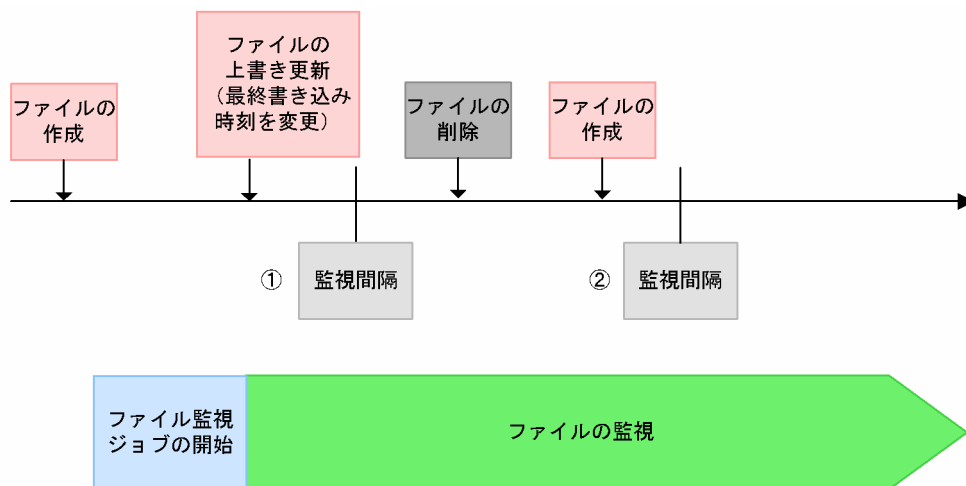 ファイルの
作成
ファイルの
上書き更新
（最終書き込み
時刻を変更）
ファイルの
削除
ファイルの
作成
① 監視間隔
② 監視間隔
ファイル監視
ジョブの開始
ファイルの監視